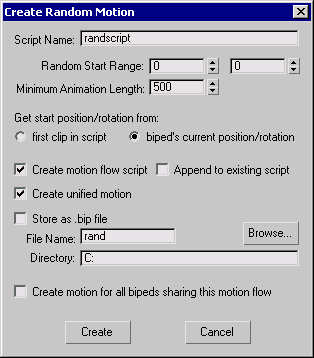 Create Random Motion
Script Name: randscript
Random Start Range: 0 0
Minimum Animation Length: 500
Get start position/rotation from:
first clip in script biped's current position/rotation
Create motion flow script Append to existing script
Create unified motion
Store as .bip file
File Name: rand Browse...
Directory: C:
Create motion for all bipeds sharing this motion flow
Create Cancel